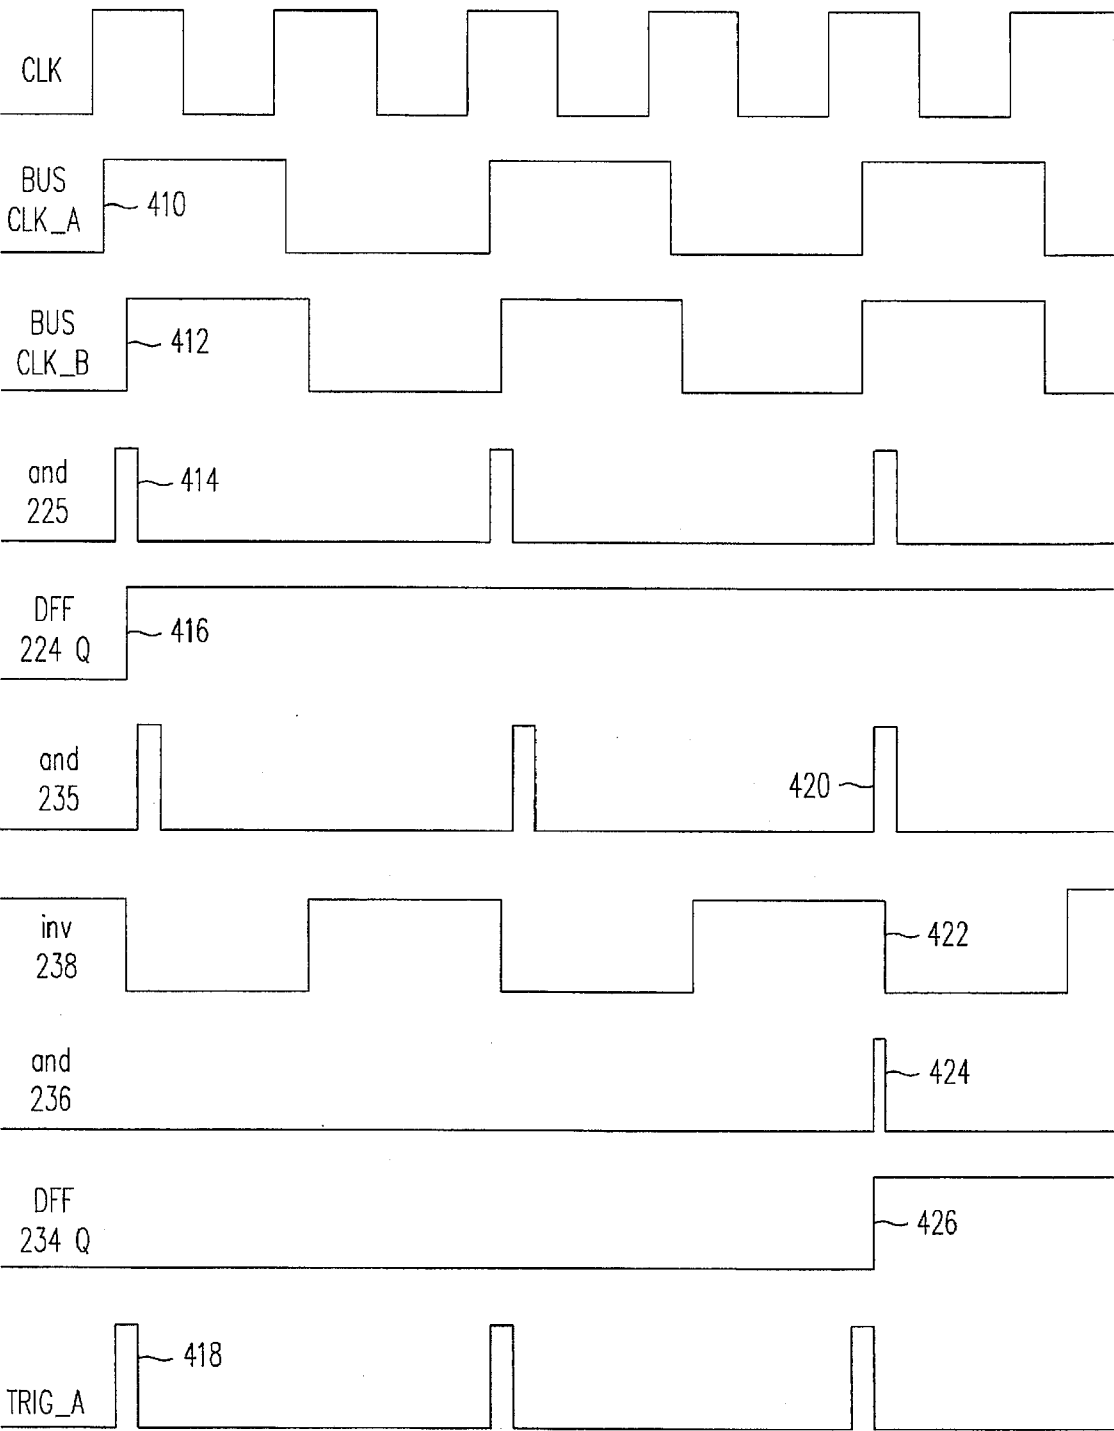 CLK
BUS
CLK_A
410
BUS
CLK_B
412
and
225
414
DFF
224 Q
416
and
235
420
inv
238
422
and
236
424
DFF
234 Q
426
TRIG_A
418